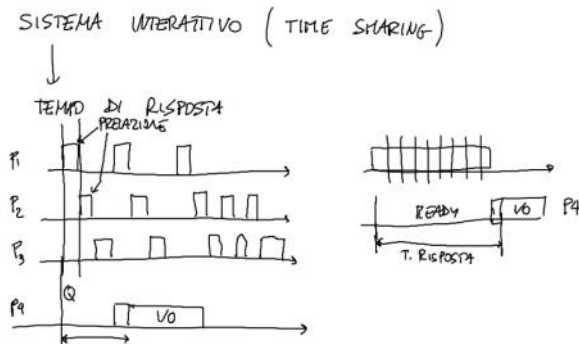 SISTEMA INTERATTIVO (TIME SHARING)
TEMPO DI RISPOSTA
PRELAZIONE
P1
P2
P3
Q
P4
I/O
READY
I/O
P4
T. RISPOSTA